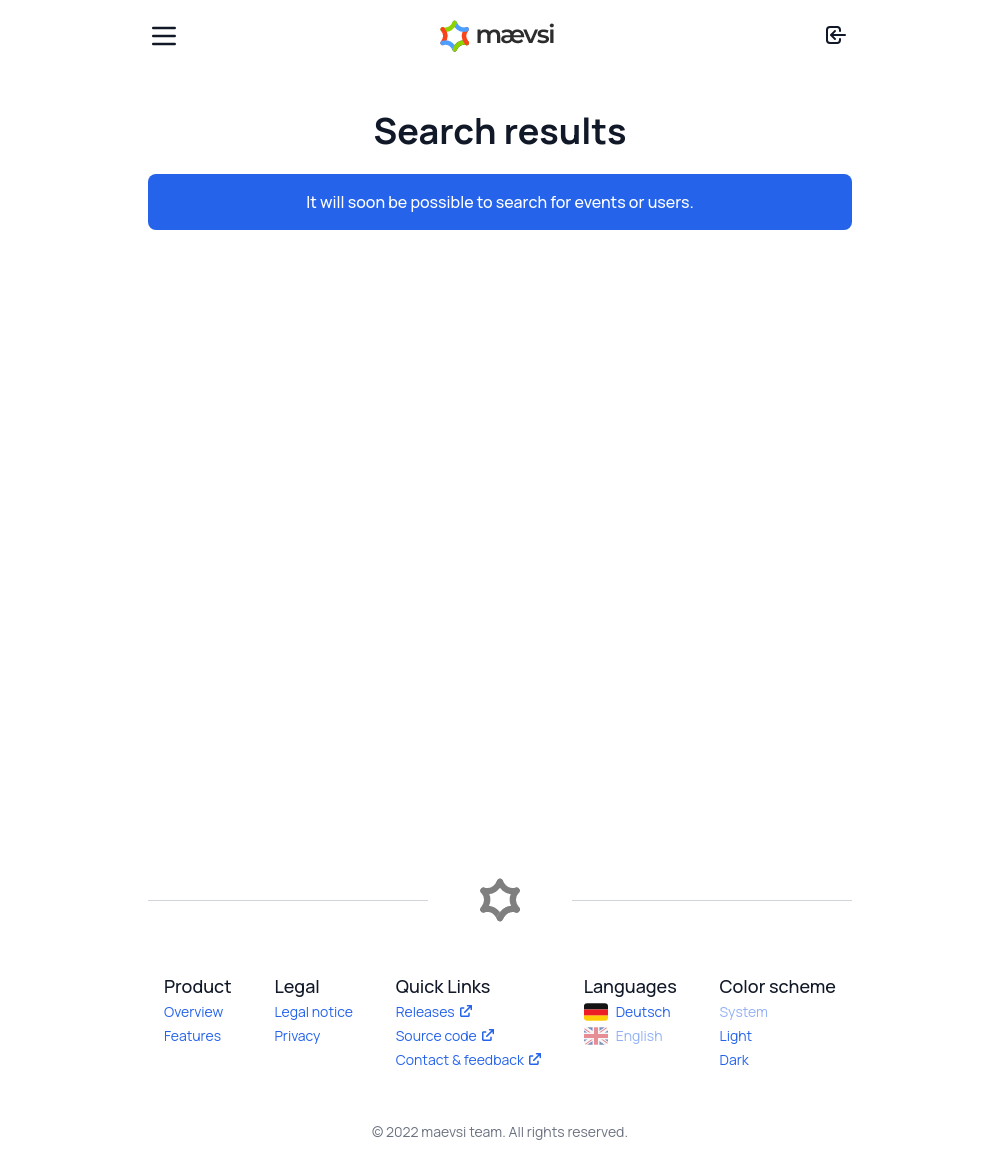 mævsi
Search results
It will soon be possible to search for events or users.
Product
Overview
Features
Legal
Legal notice
Privacy
Quick Links
Releases
Source code
Contact & feedback
Languages
Deutsch
English
Color scheme
System
Light
Dark
© 2022 maevsi team. All rights reserved.